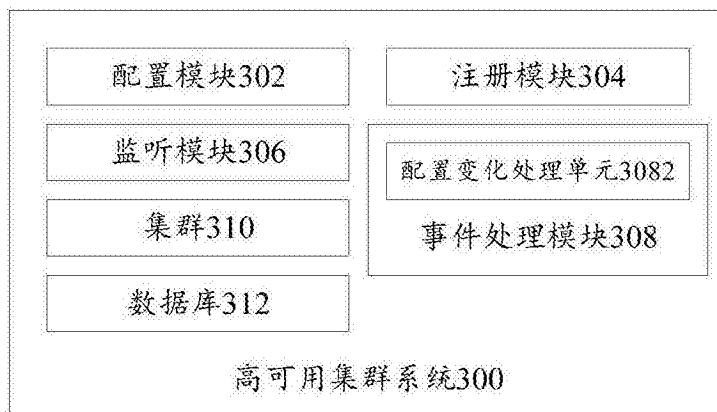 配置模块302
注册模块304
监听模块306
配置变化处理单元3082
事件处理模块308
集群310
数据库312
高可用集群系统300